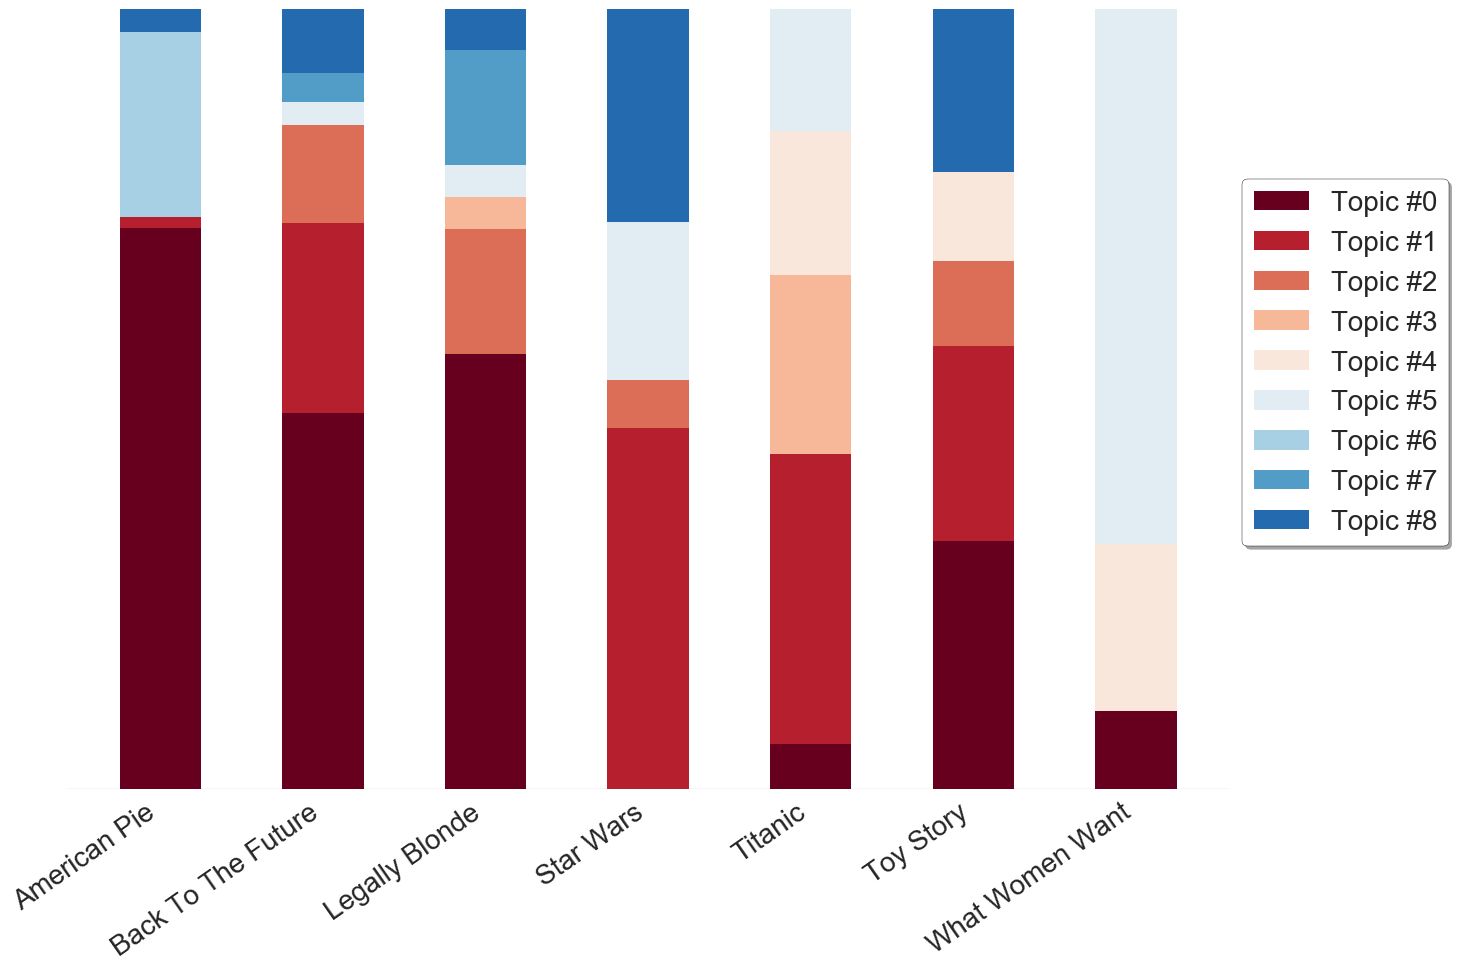 Topic #0
Topic #1
Topic #2
Topic #3
Topic #4
Topic #5
Topic #6
Topic #7
Topic #8
American Pie
Back To The Future
Legally Blonde
Star Wars
Titanic
Toy Story
What Women Want